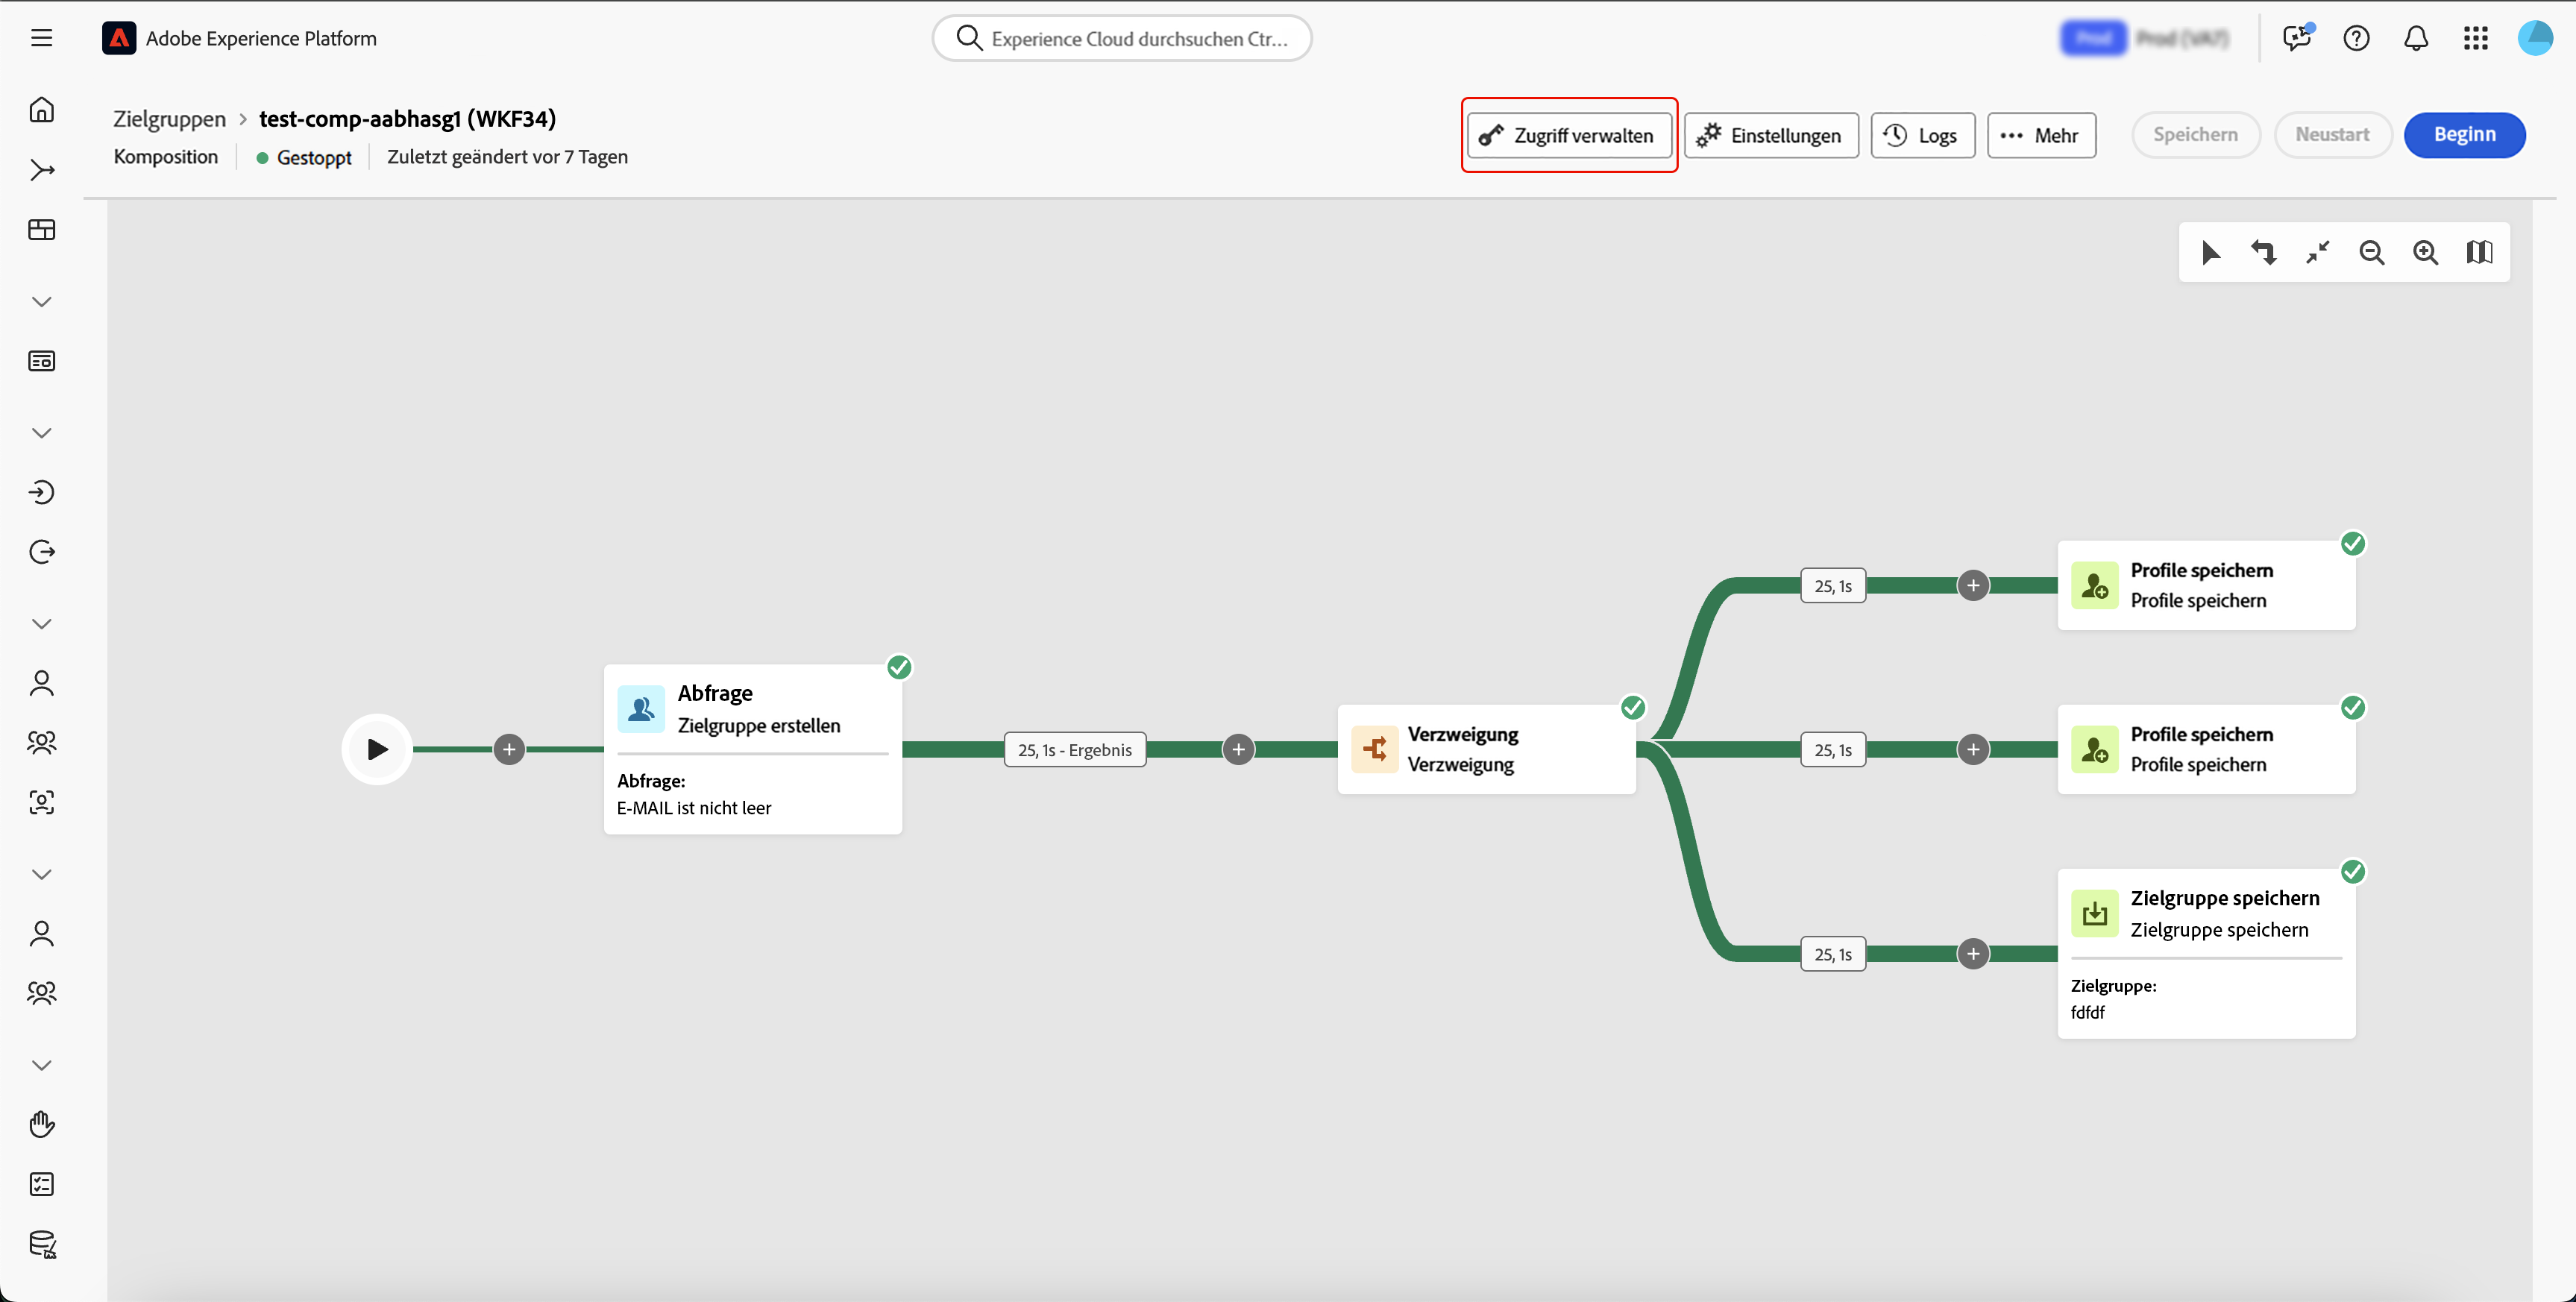 Adobe Experience Platform
Experience Cloud durchsuchen Ctr...
Prod
Prod (VA7)
Zielgruppen > test-comp-aabhasg1 (WKF34)
Komposition
Gestoppt
Zuletzt geändert vor 7 Tagen
Zugriff verwalten
Einstellungen
Logs
Mehr
Speichern
Neustart
Beginn
Abfrage
Zielgruppe erstellen
Abfrage:
E-MAIL ist nicht leer
25, 1s - Ergebnis
Verzweigung
Verzweigung
25, 1s
Profile speichern
Profile speichern
25, 1s
Profile speichern
Profile speichern
25, 1s
Zielgruppe speichern
Zielgruppe speichern
Zielgruppe:
fdfdf